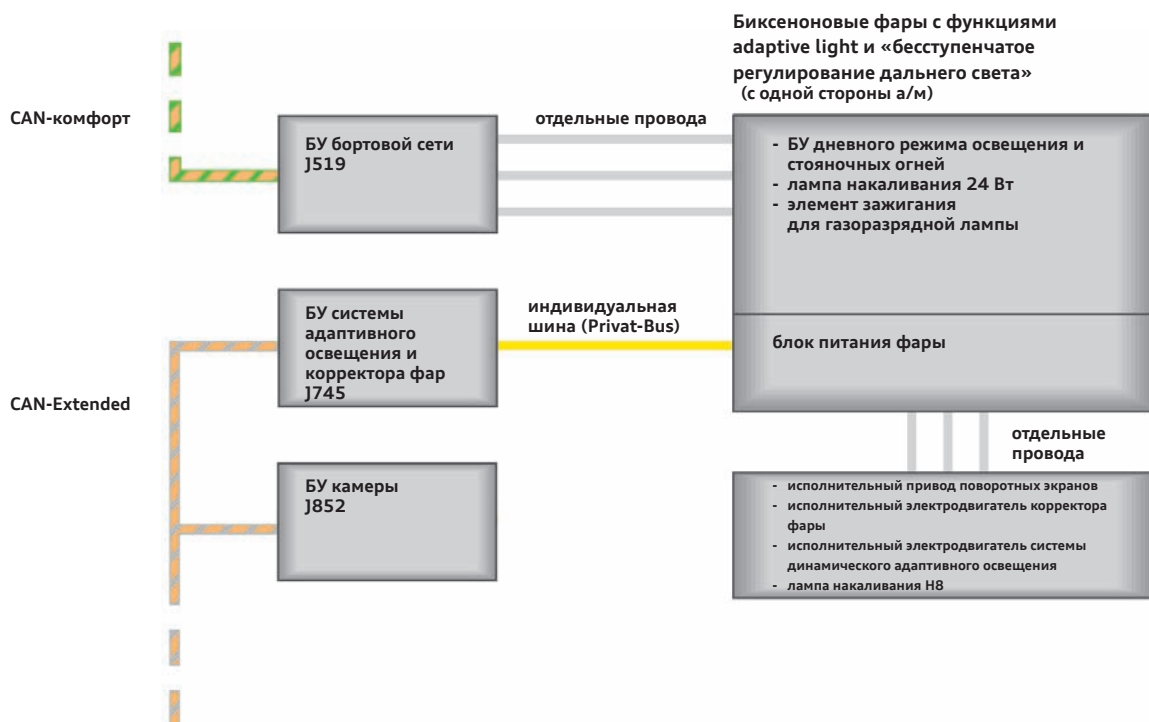 Биксеноновые фары с функциями
adaptive light и «бесступенчатое
регулирование дальнего света»
(с одной стороны а/м)
CAN-комфорт
отдельные провода
БУ бортовой сети
J519
- БУ дневного режима освещения и
стояночных огней
- лампа накаливания 24 Вт
- элемент зажигания
для газоразрядной лампы
БУ системы
адаптивного
освещения и
корректора фар
J745
индивидуальная
шина (Privat-Bus)
блок питания фары
CAN-Extended
отдельные
провода
БУ камеры
J852
- исполнительный привод поворотных экранов
- исполнительный электродвигатель корректора
фары
- исполнительный электродвигатель системы
динамического адаптивного освещения
- лампа накаливания H8